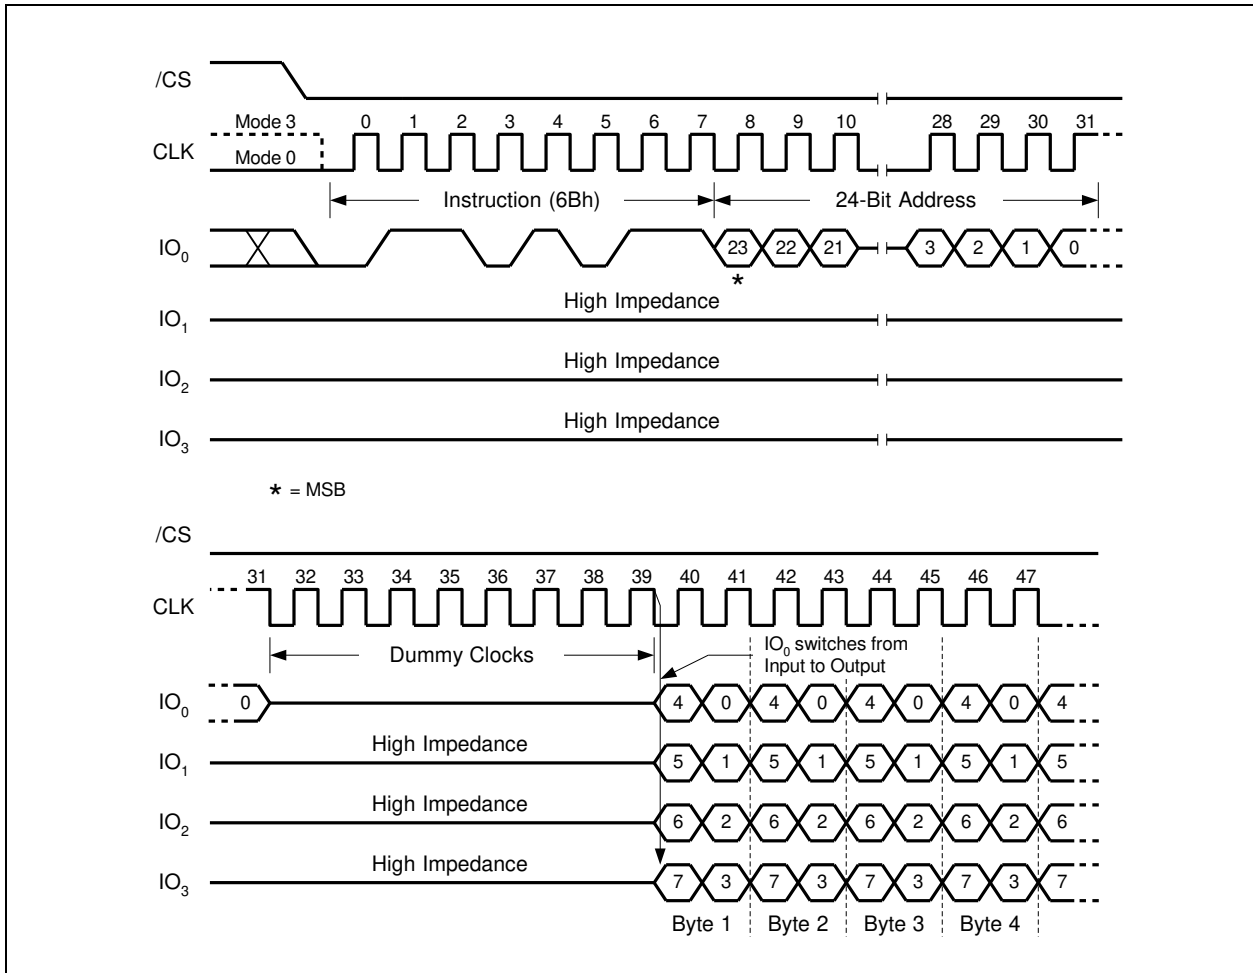 /CS
Mode 3 0 1 2 3 4 5 6 7 8 9 10 28 29 30 31
CLK
Mode 0
Instruction (6Bh) 24-Bit Address
IO0 23 22 21 3 2 1 0
*
High Impedance
IO1
High Impedance
IO2
High Impedance
IO3
* = MSB
/CS
31 32 33 34 35 36 37 38 39 40 41 42 43 44 45 46 47
CLK
Dummy Clocks
IO0 switches from
Input to Output
IO0 0 4 0 4 0 4 0 4 0 4
High Impedance
IO1 5 1 5 1 5 1 5 1 5
High Impedance
IO2 6 2 6 2 6 2 6 2 6
High Impedance
IO3 7 3 7 3 7 3 7 3 7
Byte 1 Byte 2 Byte 3 Byte 4